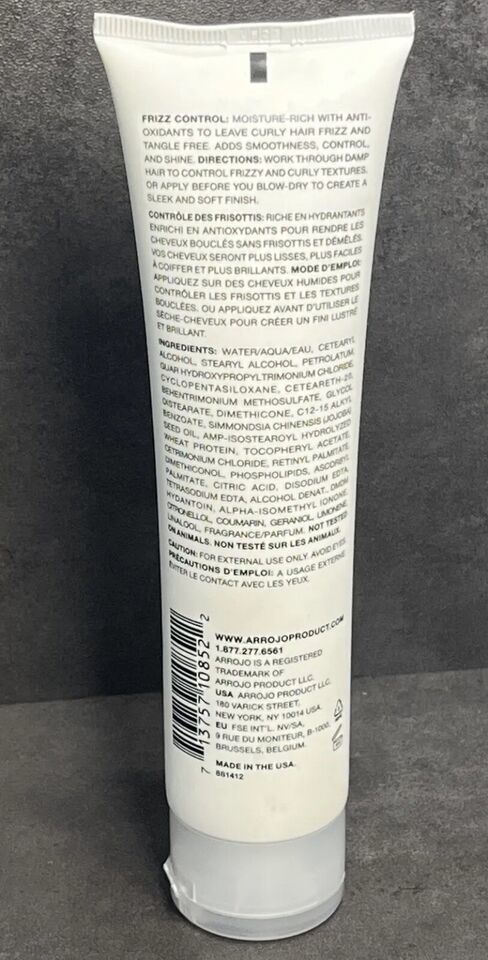 FRIZZ CONTROL: MOISTURE-RICH WITH ANTI-
OXIDANTS TO LEAVE CURLY HAIR FRIZZ AND
TANGLE FREE. ADDS SMOOTHNESS, CONTROL,
AND SHINE. DIRECTIONS: WORK THROUGH DAMP
HAIR TO CONTROL FRIZZY AND CURLY TEXTURES.
OR APPLY BEFORE YOU BLOW-DRY TO CREATE A
SLEEK AND SOFT FINISH.
CONTRÔLE DES FRISOTTIS: RICHE EN HYDRATANTS
ENRICHI EN ANTIOXYDANTS POUR RENDRE LES
CHEVEUX BOUCLÉS SANS FRISOTTIS ET DÉMÊLÉS.
VOS CHEVEUX SERONT PLUS LISSES, PLUS FACILES
À COIFFER ET PLUS BRILLANTS. MODE D'EMPLOI:
APPLIQUEZ SUR DES CHEVEUX HUMIDES POUR
CONTRÔLER LES FRISOTTIS ET LES TEXTURES
BOUCLÉES, OU APPLIQUEZ AVANT D'UTILISER LE
SÈCHE-CHEVEUX POUR CRÉER UN FINI LUSTRÉ
ET BRILLANT.
INGREDIENTS: WATER/AQUA/EAU, CETEARYL
ALCOHOL, STEARYL ALCOHOL, PETROLATUM,
GUAR HYDROXYPROPYLTRIMONIUM CHLORIDE,
CYCLOPENTASILOXANE, CETEARETH-20,
BEHENTRIMONIUM METHOSULFATE, GLYCOL
DISTEARATE, DIMETHICONE, C12-15 ALKYL
BENZOATE, SIMMONDSIA CHINENSIS (JOJOBA)
SEED OIL, AMP-ISOSTEAROYL HYDROLYZED
WHEAT PROTEIN, TOCOPHERYL ACETATE,
CETRIMONIUM CHLORIDE, RETINYL PALMITATE,
DIMETHICONOL, PHOSPHOLIPIDS, ASCORBYL
PALMITATE, CITRIC ACID, DISODIUM EDTA,
TETRASODIUM EDTA, ALCOHOL DENAT., DMDM
HYDANTOIN, ALPHA-ISOMETHYL IONONE,
CITRONELLOL, COUMARIN, GERANIOL, LIMONENE,
LINALOOL, FRAGRANCE/PARFUM. NOT TESTED
ON ANIMALS. NON TESTÉ SUR LES ANIMAUX.
CAUTION: FOR EXTERNAL USE ONLY. AVOID EYES.
PRÉCAUTIONS D'EMPLOI: A USAGE EXTERNE
ÉVITER LE CONTACT AVEC LES YEUX.
WWW.ARROJOPRODUCT.COM
1.877.277.6561
ARROJO IS A REGISTERED
TRADEMARK OF
ARROJO PRODUCT LLC.
USA ARROJO PRODUCT LLC.
180 VARICK STREET,
NEW YORK, NY 10014 USA
EU FSE INT'L. NV/SA,
9 RUE DU MONITEUR, B-1000,
BRUSSELS, BELGIUM.
MADE IN THE USA.
881412
7 13757 10852 2